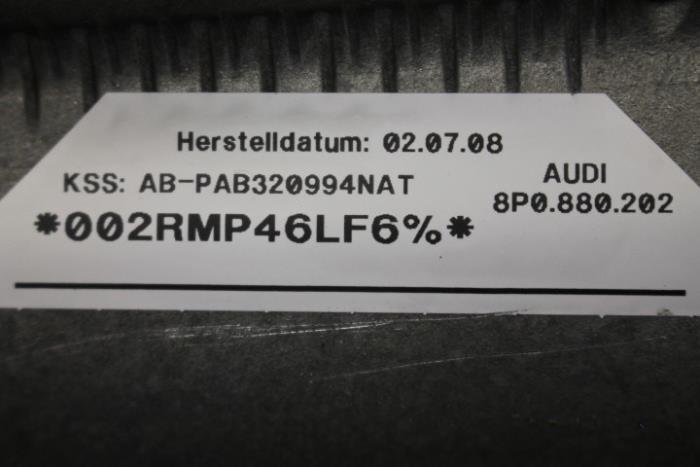 Herstelldatum: 02.07.08
KSS: AB-PAB320994NAT
AUDI
8P0.880.202
*002RMP46LF6%*